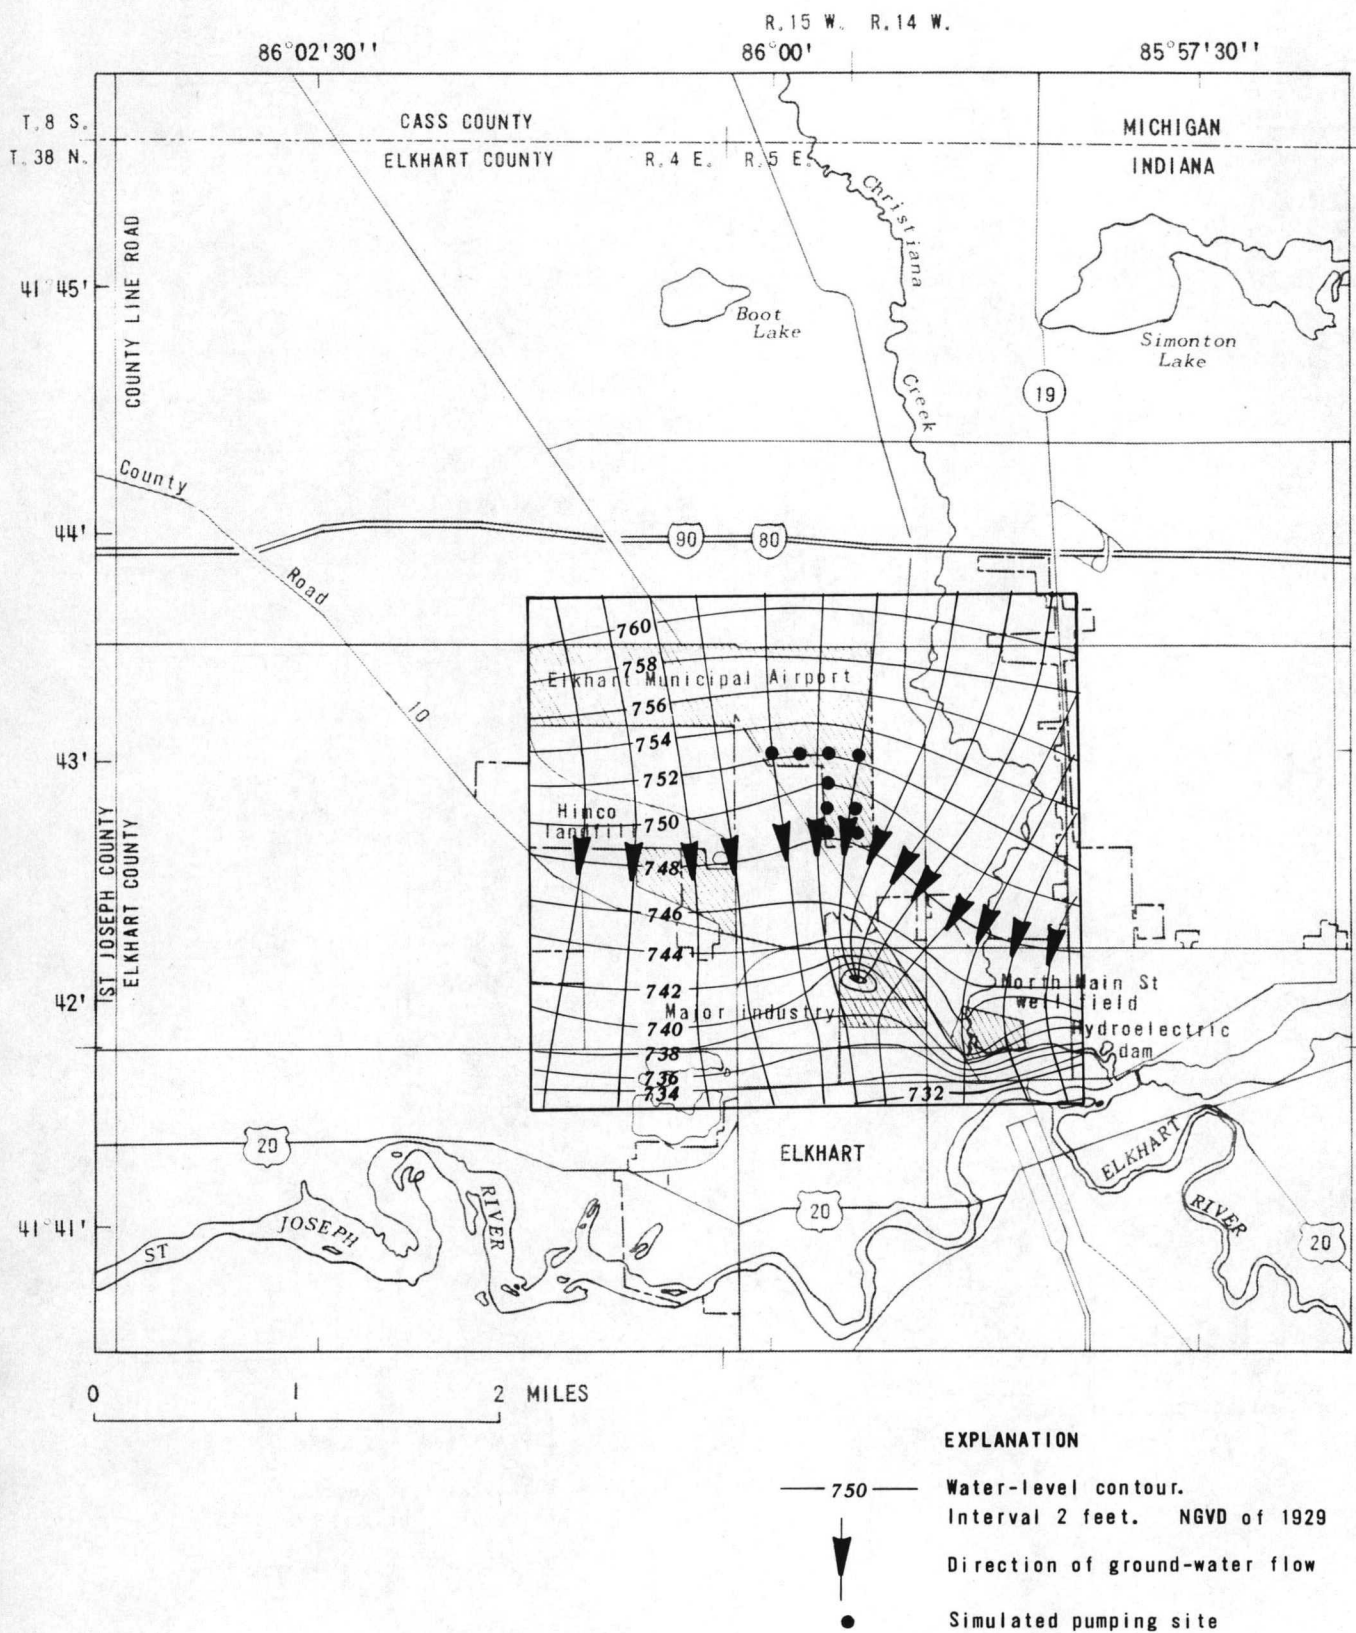 R.15 W. R.14 W.
86°02'30''
86°00'
85°57'30''
T.8 S.
T.38 N.
CASS COUNTY
ELKHART COUNTY
R.4 E. R.5 E.
MICHIGAN
INDIANA
COUNTY LINE ROAD
Christiana
Creek
41°45'
Boot
Lake
Simonton
Lake
19
County
Road
10
44'
90
80
760
758
Elkhart Municipal Airport
756
754
43'
752
Himco
landfill
750
748
746
744
ST JOSEPH COUNTY
ELKHART COUNTY
42'
742
North Main St
well field
Major industry
740
Hydroelectric
dam
738
736
734
732
20
ELKHART
ELKHART
RIVER
20
20
41°41'
ST
JOSEPH
RIVER
0 1 2 MILES
EXPLANATION
750 Water-level contour.
Interval 2 feet. NGVD of 1929
Direction of ground-water flow
Simulated pumping site